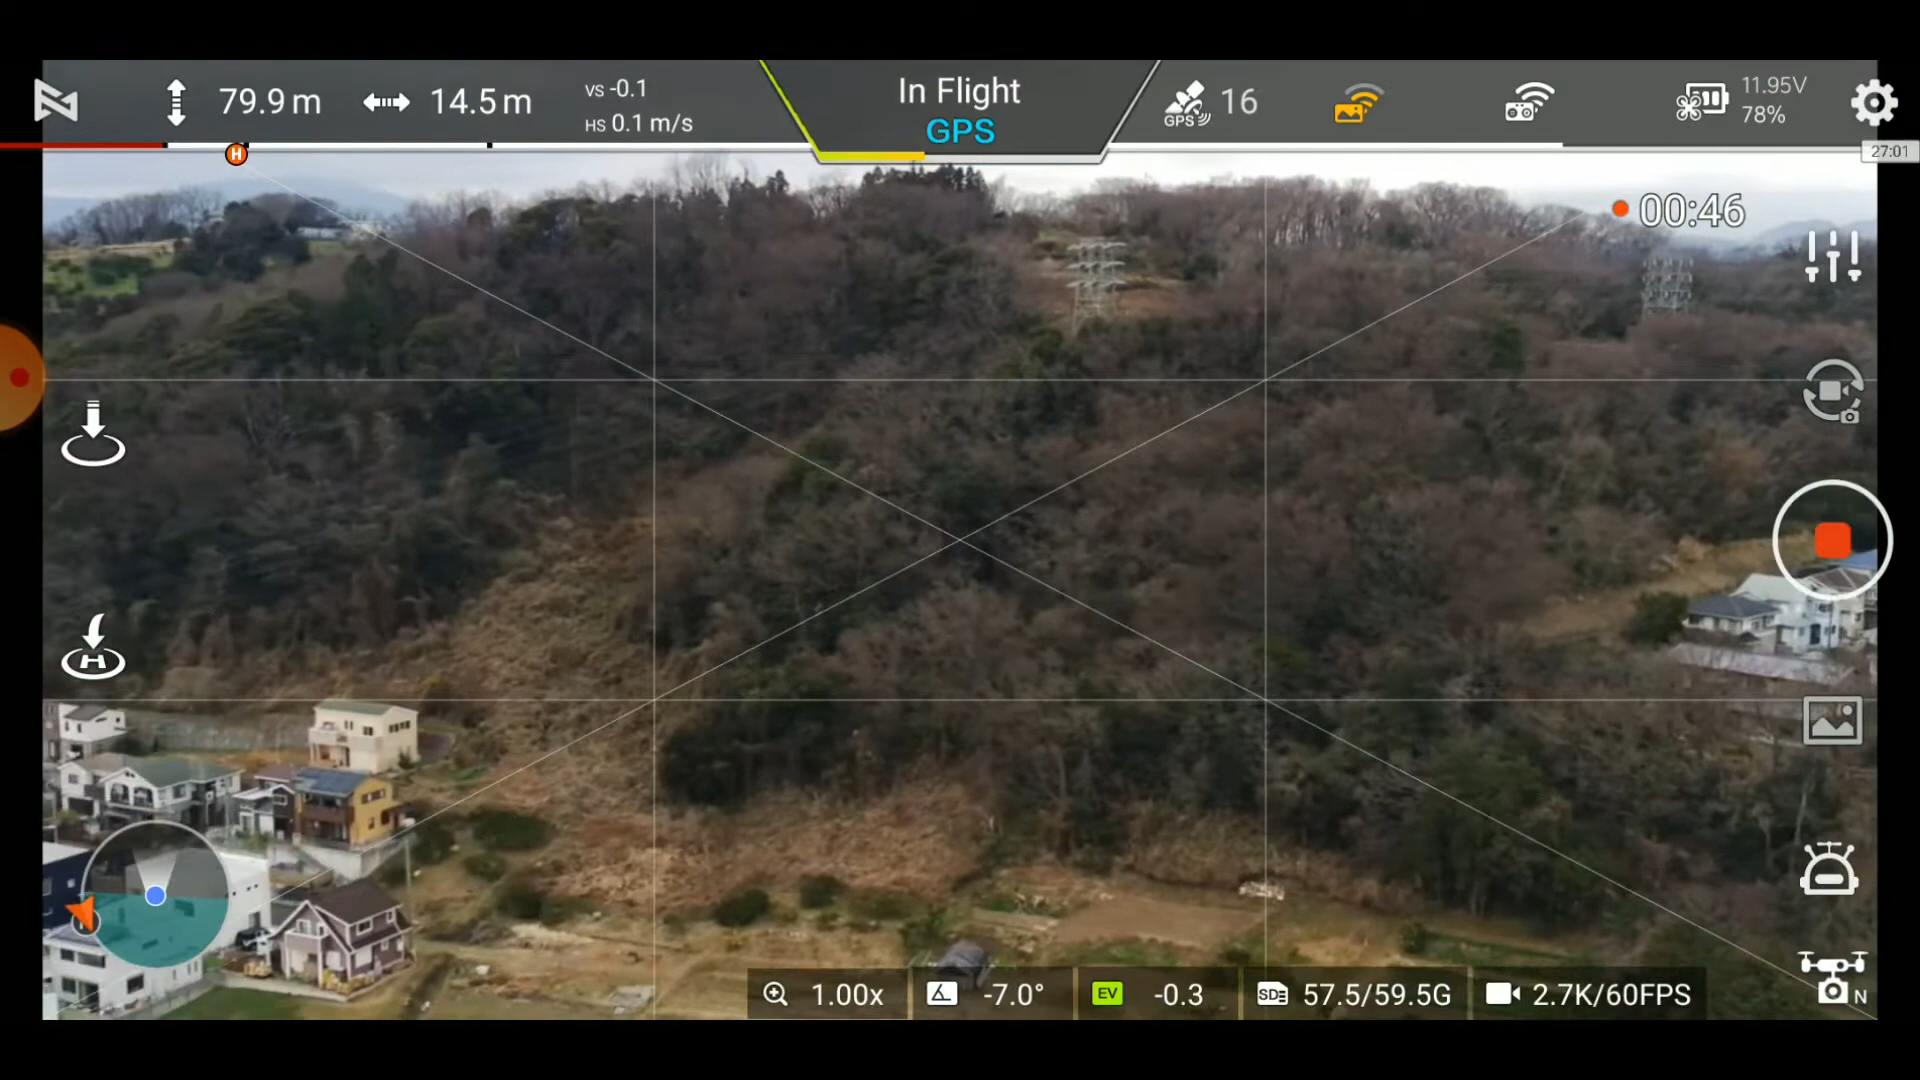 79.9 m
14.5 m
VS -0.1
HS 0.1 m/s
In Flight
GPS
GPS
16
11.95V
78%
H
27:01
00:46
H
N
1.00x
-7.0°
EV
-0.3
SD
57.5/59.5G
2.7K/60FPS